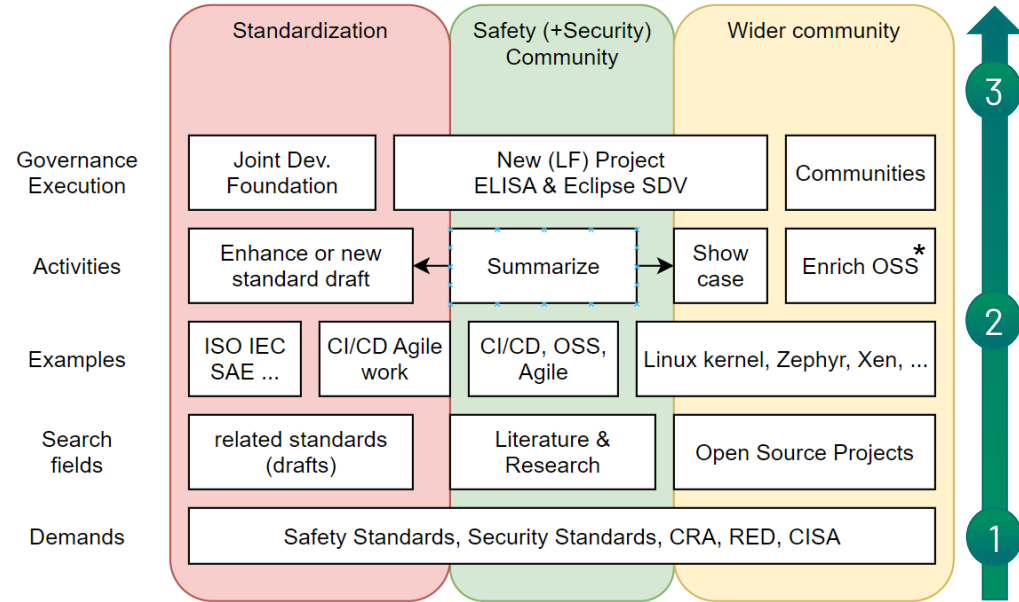 Standardization
Safety (+Security)
Community
Wider community
3
Governance
Execution
Joint Dev.
Foundation
New (LF) Project
ELISA & Eclipse SDV
Communities
Activities
Enhance or new
standard draft
Summarize
Show
case
Enrich OSS*
2
Examples
ISO IEC
SAE ...
CI/CD Agile
work
CI/CD, OSS,
Agile
Linux kernel, Zephyr, Xen, ...
Search
fields
related standards
(drafts)
Literature &
Research
Open Source Projects
Demands
Safety Standards, Security Standards, CRA, RED, CISA
1